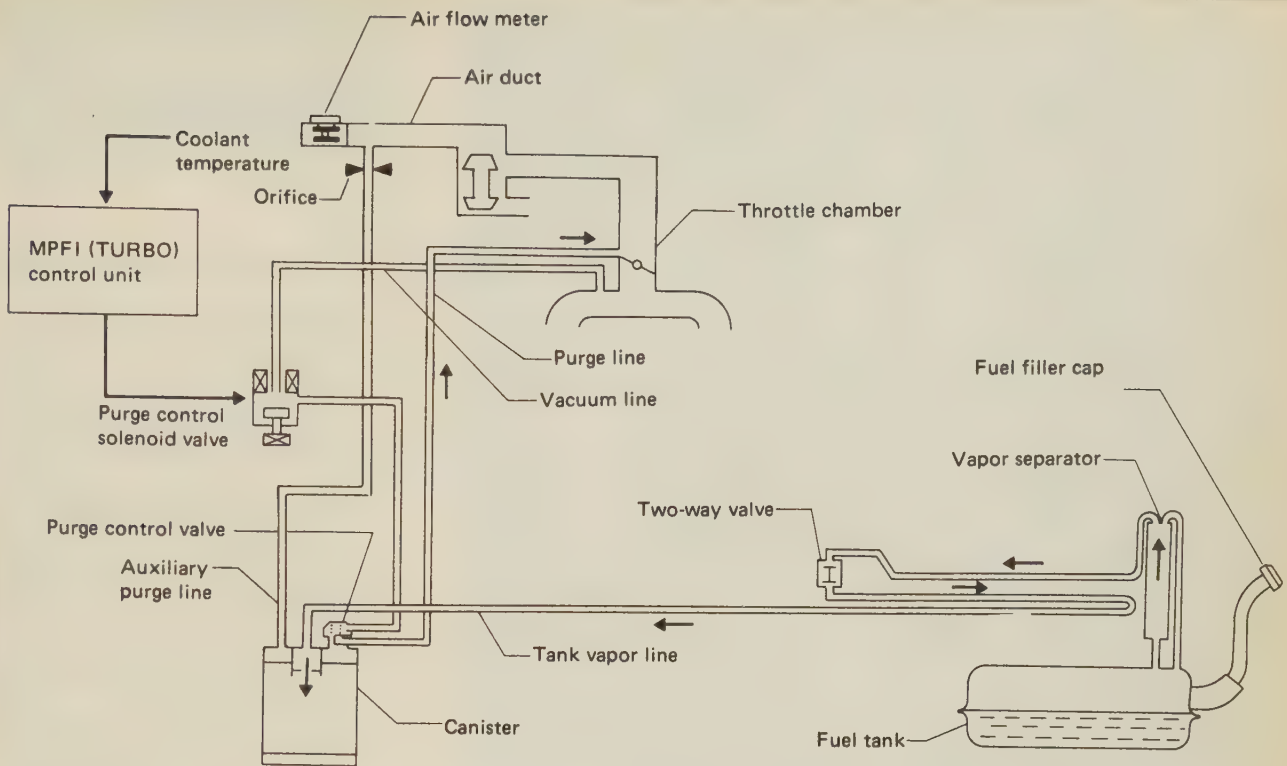 Air flow meter
Air duct
Coolant
temperature
Orifice
Throttle chamber
MPFI (TURBO)
control unit
Purge line
Fuel filler cap
Vacuum line
Purge control
solenoid valve
Vapor separator
Two-way valve
Purge control valve
Auxiliary
purge line
Tank vapor line
Canister
Fuel tank